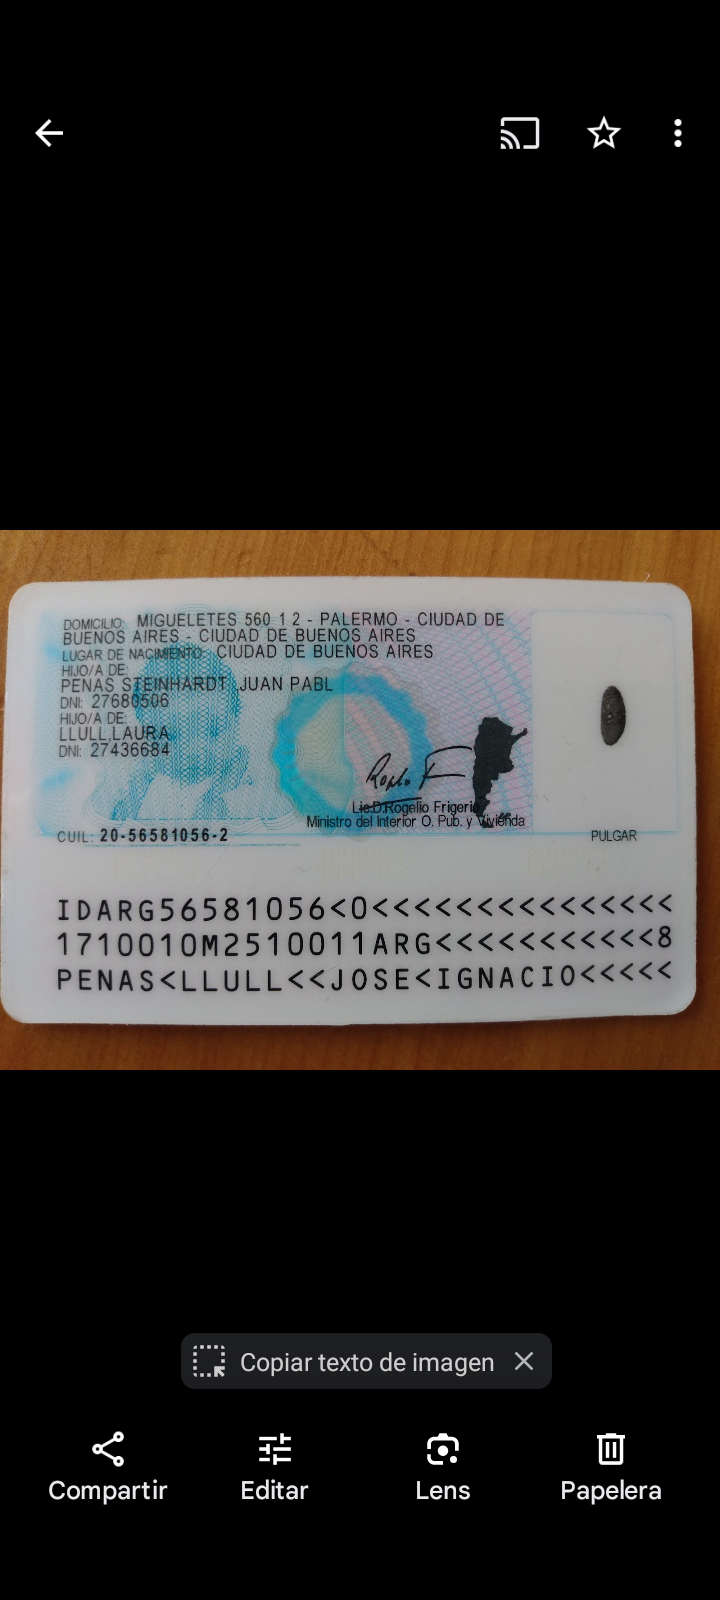 DOMICILIO: MIGUELETES 560 1 2 - PALERMO - CIUDAD DE
BUENOS AIRES - CIUDAD DE BUENOS AIRES
LUGAR DE NACIMIENTO: CIUDAD DE BUENOS AIRES
HIJO/A DE:
PENAS STEINHARDT ,JUAN PABL
DNI: 27680506
HIJO/A DE:
LLULL,LAURA
DNI: 27436684
Lic.D.Rogelio Frigerio
Ministro del Interior O. Pub. y Vivienda
CUIL: 20-56581056-2
PULGAR
IDARG56581056<0<<<<<<<<<<<<<<<
1710010M2510011ARG<<<<<<<<<<<8
PENAS<LLULL<<JOSE<IGNACIO<<<<<
Copiar texto de imagen
Compartir
Editar
Lens
Papelera